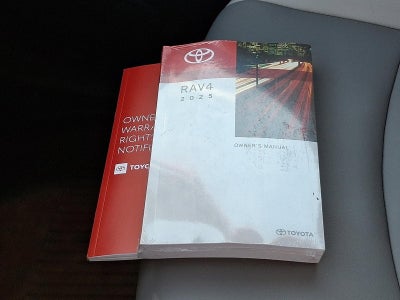 RAV4
2025
OWNER'S MANUAL
TOYOTA
OWNE
WARRA
RIGHT
NOTIFI
TOYO